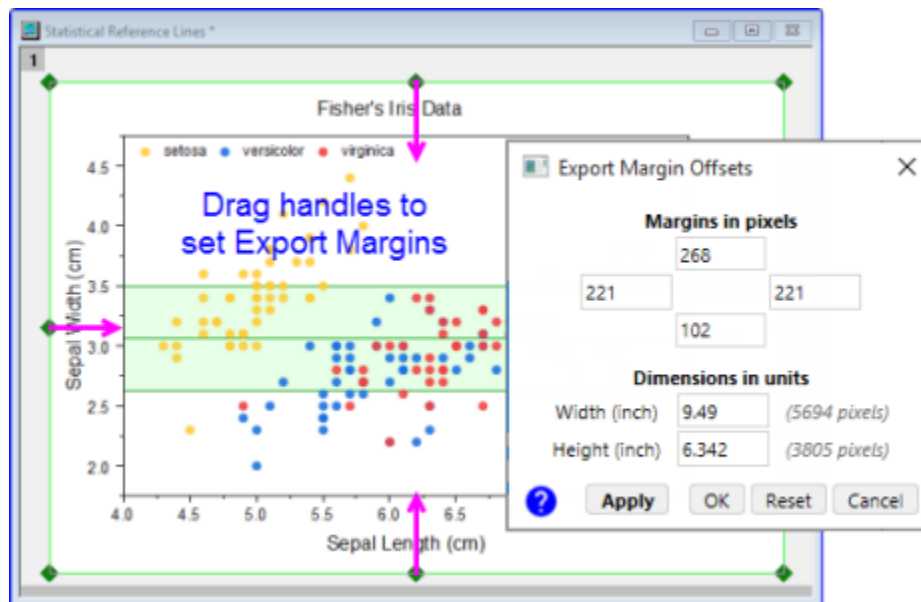 Statistical Reference Lines *
1
Fisher's Iris Data
setosa versicolor virginica
Drag handles to
set Export Margins
4.5
4.0
3.5
3.0
2.5
2.0
Sepal Width (cm)
4.0 4.5 5.0 5.5 6.0 6.5
Sepal Length (cm)
Export Margin Offsets
Margins in pixels
268
221 221
102
Dimensions in units
Width (inch) 9.49 (5694 pixels)
Height (inch) 6.342 (3805 pixels)
? Apply OK Reset Cancel